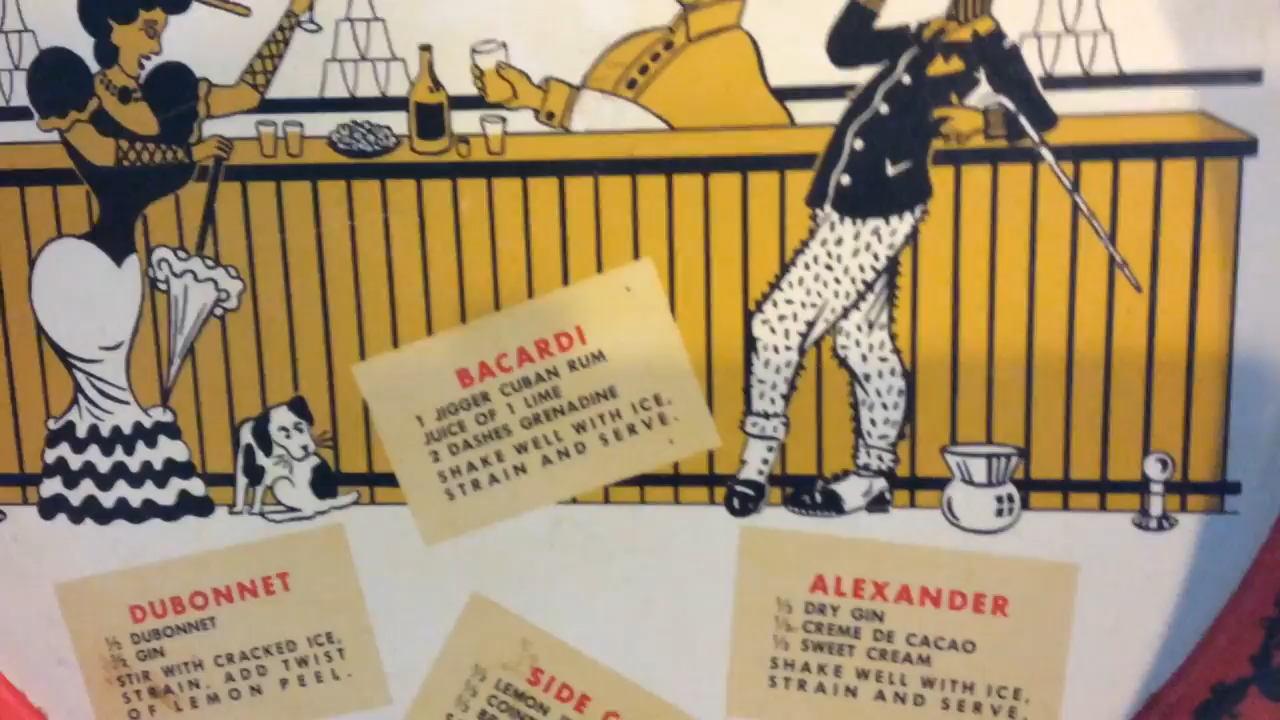 BACARDI
1 JIGGER CUBAN RUM
JUICE OF 1 LIME
2 DASHES GRENADINE
SHAKE WELL WITH ICE,
STRAIN AND SERVE.
DUBONNET
½ DUBONNET
½ GIN
STIR WITH CRACKED ICE,
STRAIN. ADD TWIST
OF LEMON PEEL.
SIDE
LEMON
ALEXANDER
⅓ DRY GIN
⅓ CREME DE CACAO
⅓ SWEET CREAM
SHAKE WELL WITH ICE,
STRAIN AND SERVE.